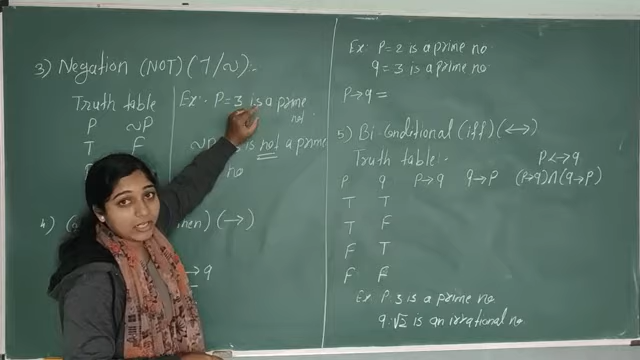 3) Negation (NOT) (7/~):-
Truth table
P ~P
T F
Ex:- P = 3 is a prime
no.
is not a prime
no
4) (→)
→ q
Ex: P = 2 is a prime no.
q = 3 is a prime no.
P → q =
5) Bi-Conditional (iff) (↔)
Truth table:-
P ↔ q
P q P → q q → P (P→q) ∧ (q→P)
T T
T F
F T
F F
Ex: P: 3 is a prime no.
q: √2 is an irrational no.